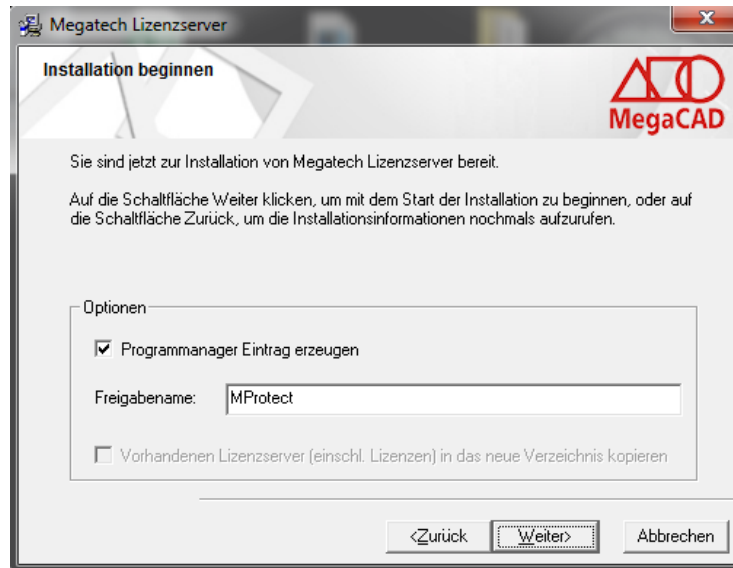 Megatech Lizenzserver
Installation beginnen
MegaCAD
Sie sind jetzt zur Installation von Megatech Lizenzserver bereit.
Auf die Schaltfläche Weiter klicken, um mit dem Start der Installation zu beginnen, oder auf
die Schaltfläche Zurück, um die Installationsinformationen nochmals aufzurufen.
Optionen
Programmanager Eintrag erzeugen
Freigabename: MProtect
Vorhandenen Lizenzserver (einschl. Lizenzen) in das neue Verzeichnis kopieren
<Zurück Weiter> Abbrechen